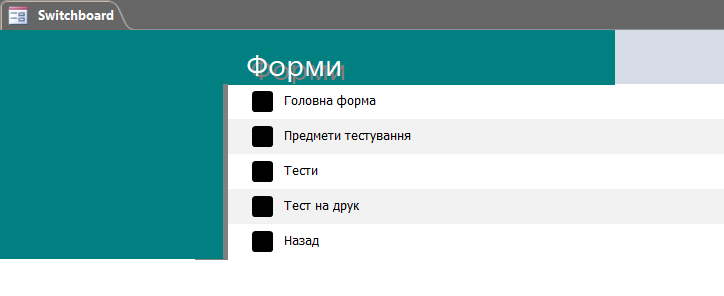 Switchboard
Форми
Головна форма
Предмети тестування
Тести
Тест на друк
Назад